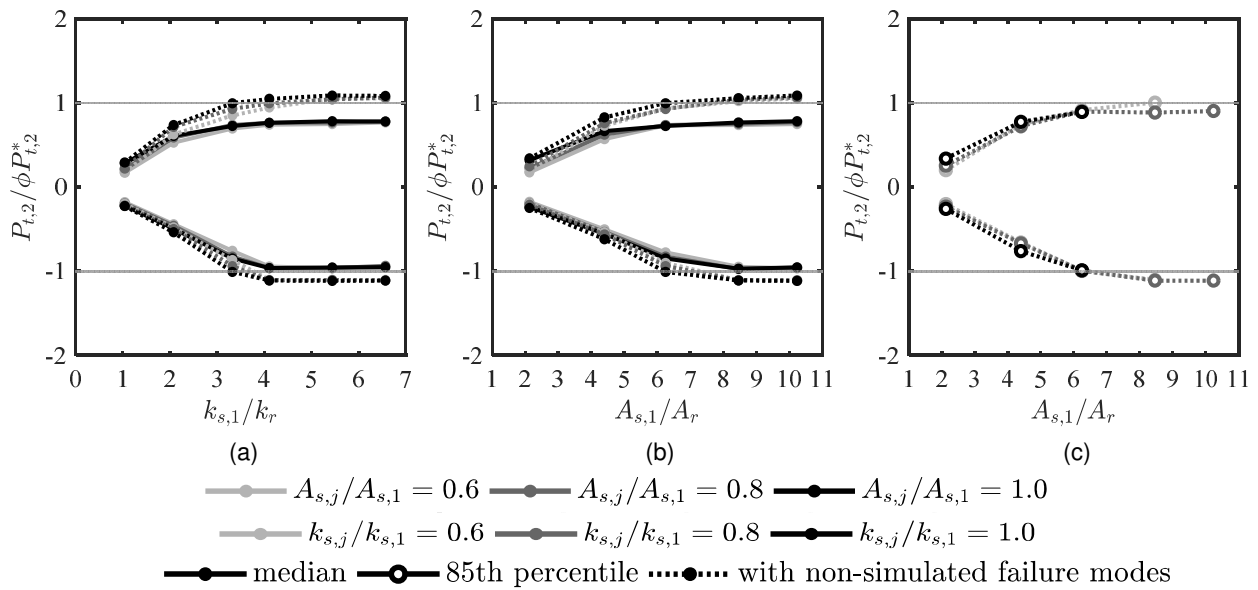 2
1
0
-1
-2
P_{t,2}/ϕP^*_{t,2}
0 1 2 3 4 5 6 7
k_{s,1}/k_r
(a)
2
1
0
-1
-2
P_{t,2}/ϕP^*_{t,2}
1 2 3 4 5 6 7 8 9 10 11
A_{s,1}/A_r
(b)
2
1
0
-1
-2
P_{t,2}/ϕP^*_{t,2}
1 2 3 4 5 6 7 8 9 10 11
A_{s,1}/A_r
(c)
A_{s,j}/A_{s,1} = 0.6 A_{s,j}/A_{s,1} = 0.8 A_{s,j}/A_{s,1} = 1.0
k_{s,j}/k_{s,1} = 0.6 k_{s,j}/k_{s,1} = 0.8 k_{s,j}/k_{s,1} = 1.0
median 85th percentile with non-simulated failure modes